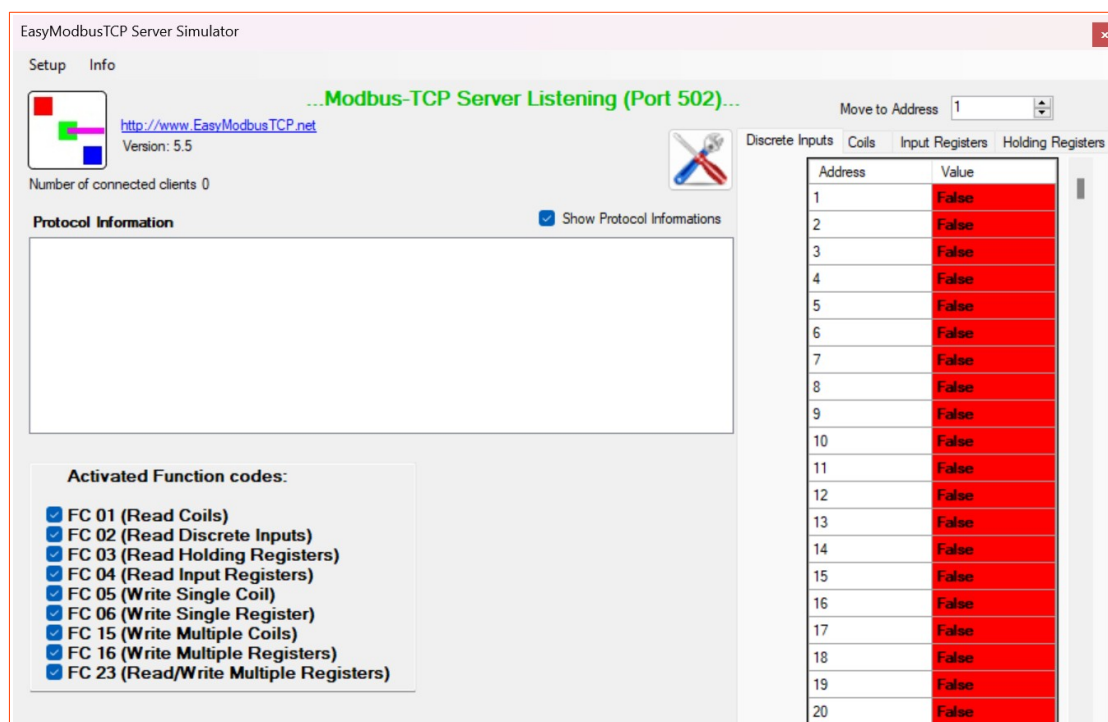 EasyModbusTCP Server Simulator
Setup Info
...Modbus-TCP Server Listening (Port 502)...
http://www.EasyModbusTCP.net
Version: 5.5
Number of connected clients 0
Protocol Information
Show Protocol Informations
Activated Function codes:
FC 01 (Read Coils)
FC 02 (Read Discrete Inputs)
FC 03 (Read Holding Registers)
FC 04 (Read Input Registers)
FC 05 (Write Single Coil)
FC 06 (Write Single Register)
FC 15 (Write Multiple Coils)
FC 16 (Write Multiple Registers)
FC 23 (Read/Write Multiple Registers)
Move to Address 1
Discrete Inputs Coils Input Registers Holding Registers
Address Value
1 False
2 False
3 False
4 False
5 False
6 False
7 False
8 False
9 False
10 False
11 False
12 False
13 False
14 False
15 False
16 False
17 False
18 False
19 False
20 False